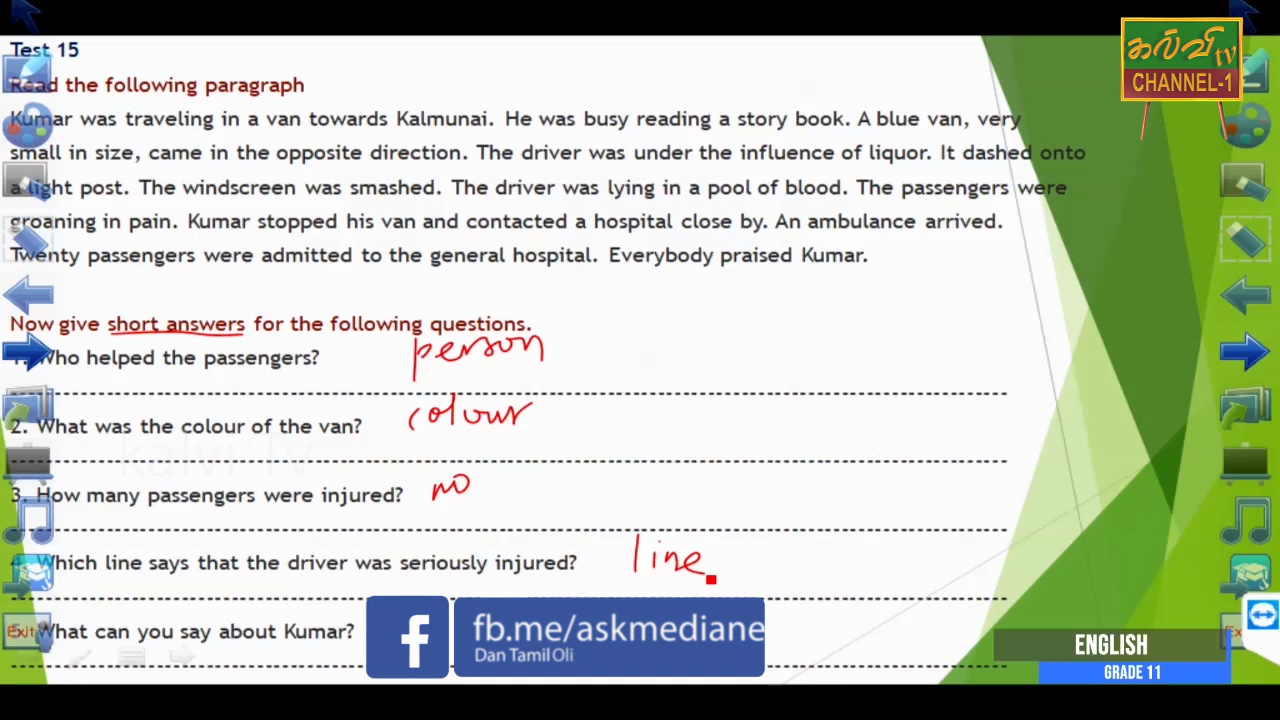 கல்வி tv
CHANNEL-1
Test 15
Read the following paragraph
Kumar was traveling in a van towards Kalmunai. He was busy reading a story book. A blue van, very
small in size, came in the opposite direction. The driver was under the influence of liquor. It dashed onto
a light post. The windscreen was smashed. The driver was lying in a pool of blood. The passengers were
groaning in pain. Kumar stopped his van and contacted a hospital close by. An ambulance arrived.
Twenty passengers were admitted to the general hospital. Everybody praised Kumar.
Now give short answers for the following questions.
1. Who helped the passengers? person
2. What was the colour of the van? colour
kalvi Tv
3. How many passengers were injured? no
4. Which line says that the driver was seriously injured? line
5. What can you say about Kumar?
Exit
f fb.me/askmediane
Dan Tamil Oli
ENGLISH
GRADE 11
Ex